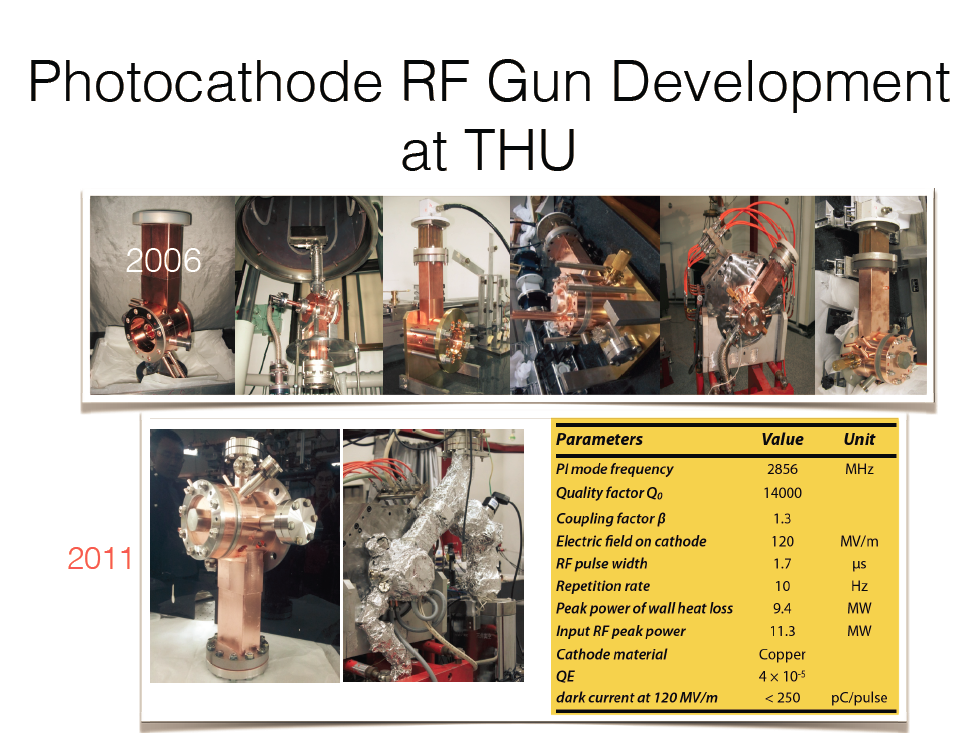 Photocathode RF Gun Development
at THU
2006
2011
Parameters Value Unit
PI mode frequency 2856 MHz
Quality factor Q₀ 14000
Coupling factor β 1.3
Electric field on cathode 120 MV/m
RF pulse width 1.7 μs
Repetition rate 10 Hz
Peak power of wall heat loss 9.4 MW
Input RF peak power 11.3 MW
Cathode material Copper
QE 4 × 10⁻⁵
dark current at 120 MV/m < 250 pC/pulse